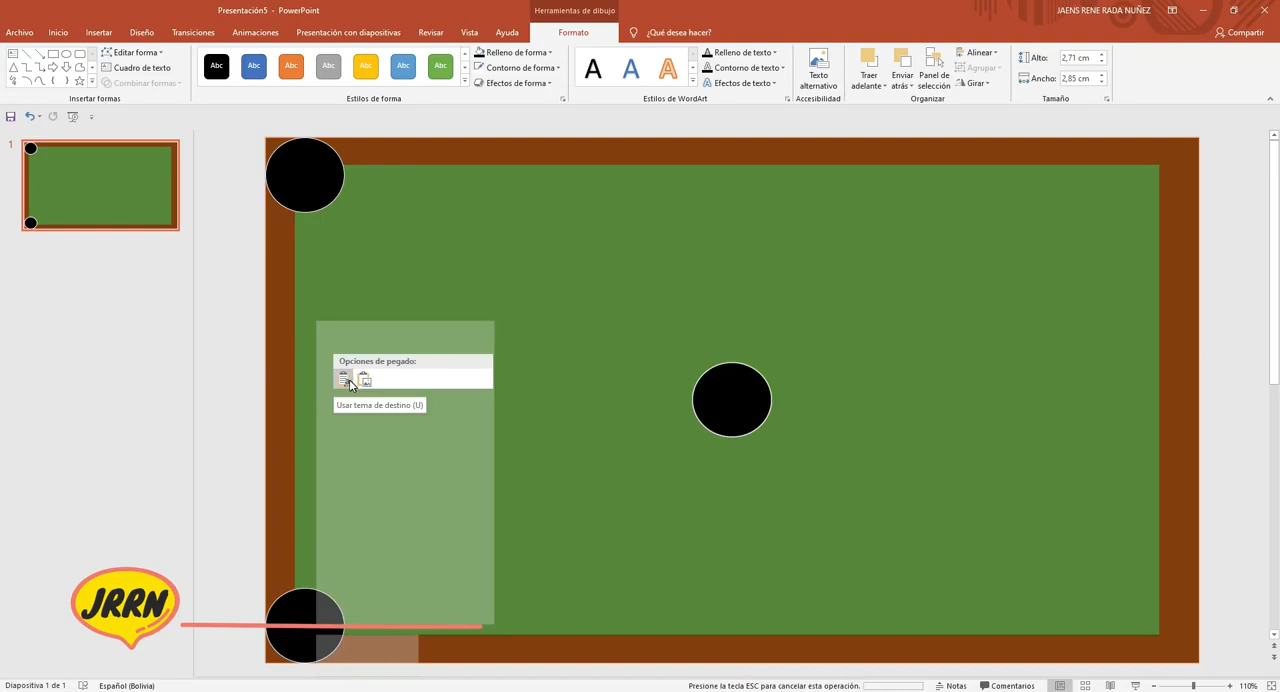 Presentación5 - PowerPoint
Herramientas de dibujo
JAENS RENE RADA NUÑEZ
Archivo Inicio Insertar Diseño Transiciones Animaciones Presentación con diapositivas Revisar Vista Ayuda Formato ¿Qué desea hacer? Compartir
Editar forma
Cuadro de texto
Combinar formas
Insertar formas
Abc Abc Abc Abc Abc Abc Abc
Relleno de forma
Contorno de forma
Efectos de forma
Estilos de forma
A A A
Relleno de texto
Contorno de texto
Efectos de texto
Estilos de WordArt
Texto alternativo
Accesibilidad
Traer adelante
Enviar atrás
Panel de selección
Alinear
Agrupar
Girar
Organizar
Alto: 2,71 cm
Ancho: 2,85 cm
Tamaño
1
Opciones de pegado:
Usar tema de destino (U)
JRRN
Diapositiva 1 de 1 Español (Bolivia) Presione la tecla ESC para cancelar esta operación. Notas Comentarios 110%